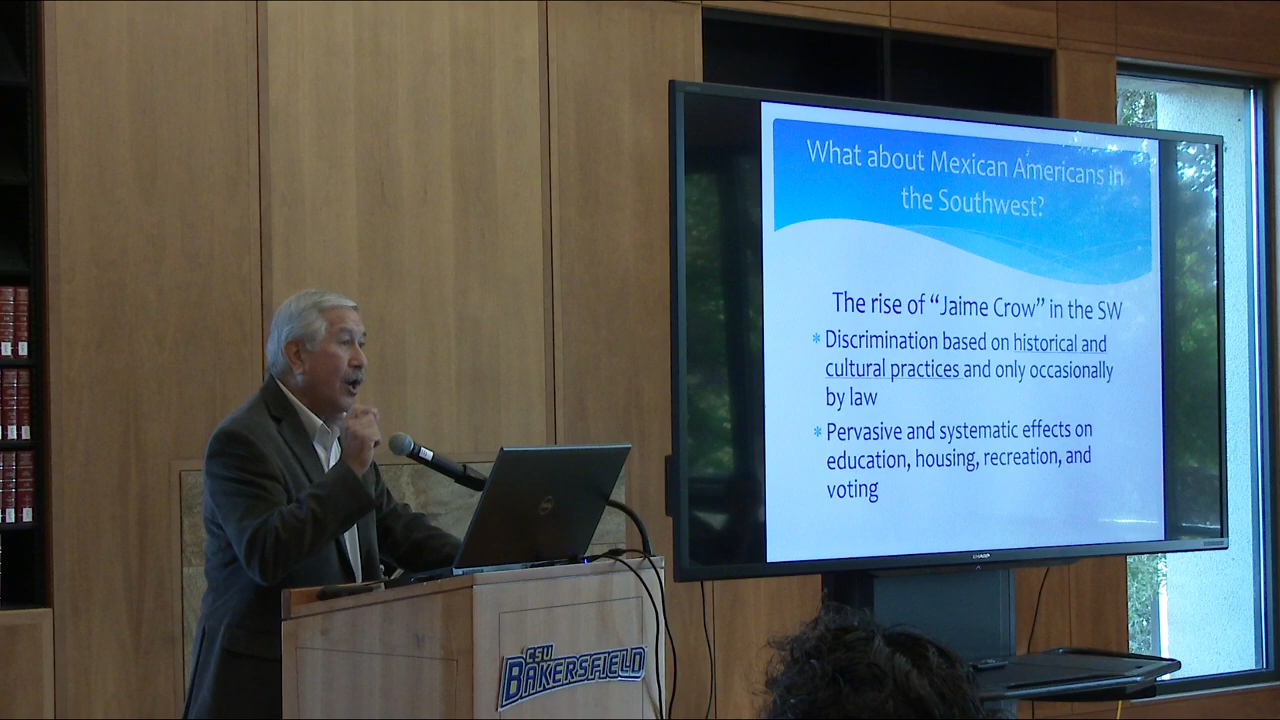 What about Mexican Americans in
the Southwest?
The rise of “Jaime Crow” in the SW
* Discrimination based on historical and
cultural practices and only occasionally
by law
* Pervasive and systematic effects on
education, housing, recreation, and
voting
SHARP
DELL
CSU
BAKERSFIELD